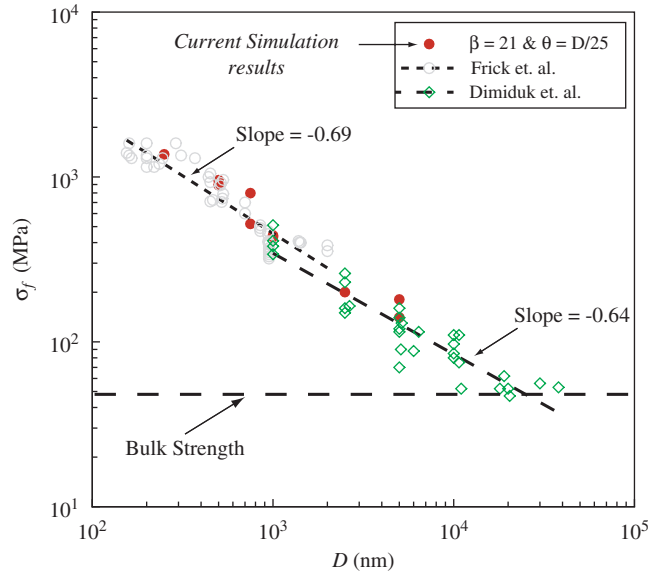 10^4
Current Simulation results
β = 21 & θ = D/25
Frick et. al.
Dimiduk et. al.
Slope = -0.69
10^3
σ_f (MPa)
Slope = -0.64
10^2
Bulk Strength
10^1
10^2 10^3 10^4 10^5
D (nm)